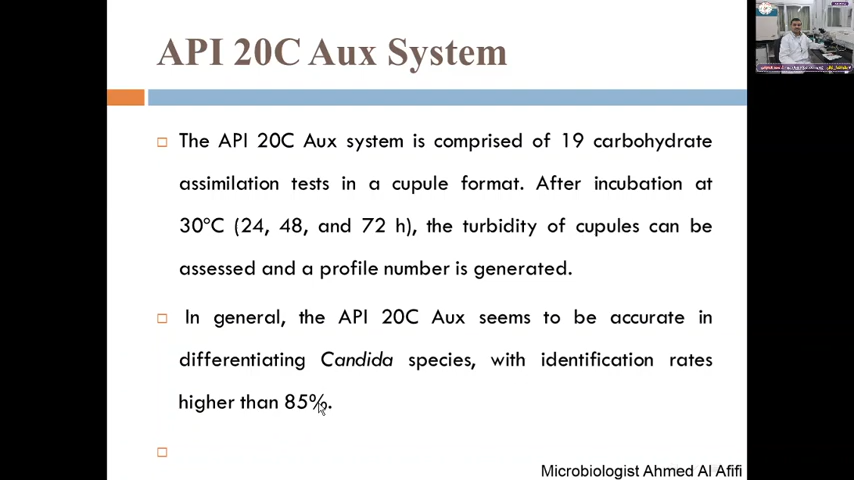 API 20C Aux System
The API 20C Aux system is comprised of 19 carbohydrate
assimilation tests in a cupule format. After incubation at
30°C (24, 48, and 72 h), the turbidity of cupules can be
assessed and a profile number is generated.
In general, the API 20C Aux seems to be accurate in
differentiating Candida species, with identification rates
higher than 85%.
Microbiologist Ahmed Al Afifi